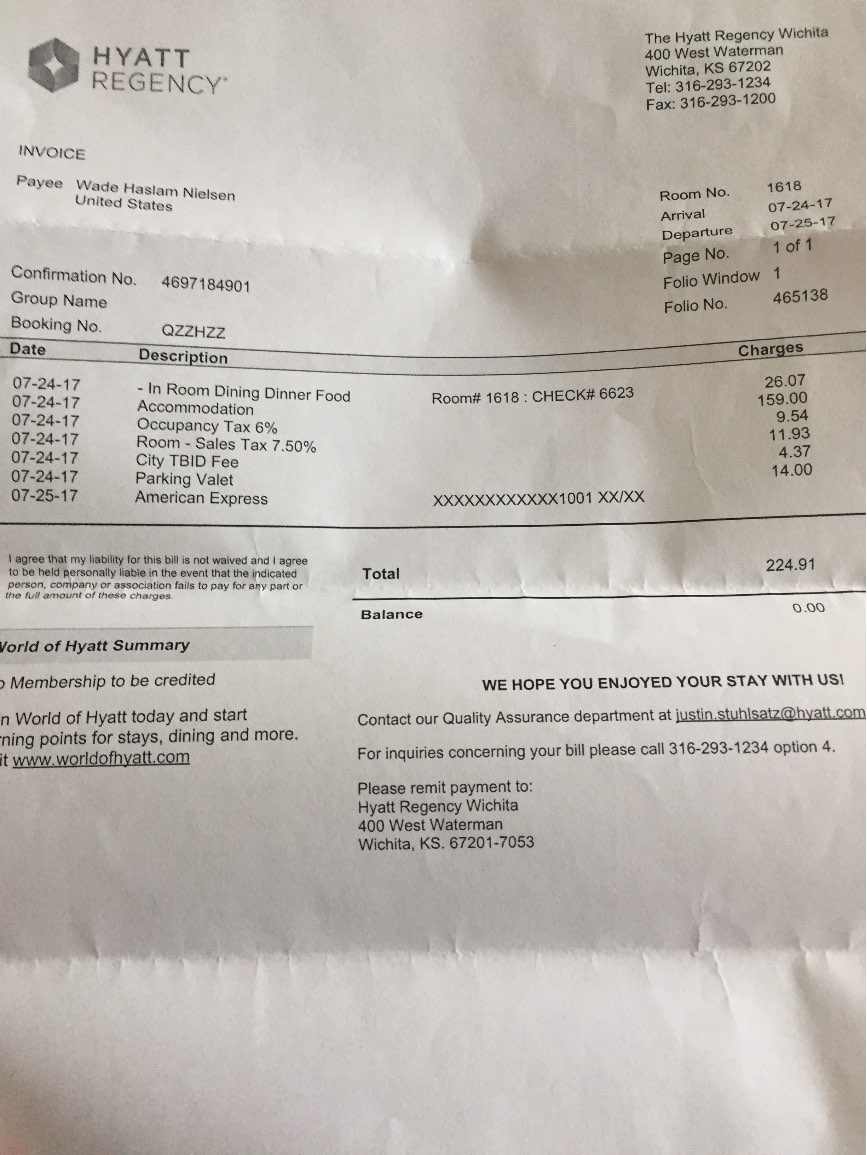 HYATT
REGENCY
The Hyatt Regency Wichita
400 West Waterman
Wichita, KS 67202
Tel: 316-293-1234
Fax: 316-293-1200
INVOICE
Payee Wade Haslam Nielsen
United States
Room No. 1618
Arrival 07-24-17
Departure 07-25-17
Page No. 1 of 1
Folio Window 1
Folio No. 465138
Confirmation No. 4697184901
Group Name
Booking No. QZZHZZ
Date Description Charges
07-24-17 - In Room Dining Dinner Food Room# 1618 : CHECK# 6623 26.07
07-24-17 Accommodation 159.00
07-24-17 Occupancy Tax 6% 9.54
07-24-17 Room - Sales Tax 7.50% 11.93
07-24-17 City TBID Fee 4.37
07-24-17 Parking Valet 14.00
07-25-17 American Express XXXXXXXXXXXX1001 XX/XX
I agree that my liability for this bill is not waived and I agree
to be held personally liable in the event that the indicated
person, company or association fails to pay for any part or
the full amount of these charges.
Total 224.91
Balance 0.00
World of Hyatt Summary
o Membership to be credited
n World of Hyatt today and start
ning points for stays, dining and more.
it www.worldofhyatt.com
WE HOPE YOU ENJOYED YOUR STAY WITH US!
Contact our Quality Assurance department at justin.stuhlsatz@hyatt.com
For inquiries concerning your bill please call 316-293-1234 option 4.
Please remit payment to:
Hyatt Regency Wichita
400 West Waterman
Wichita, KS. 67201-7053